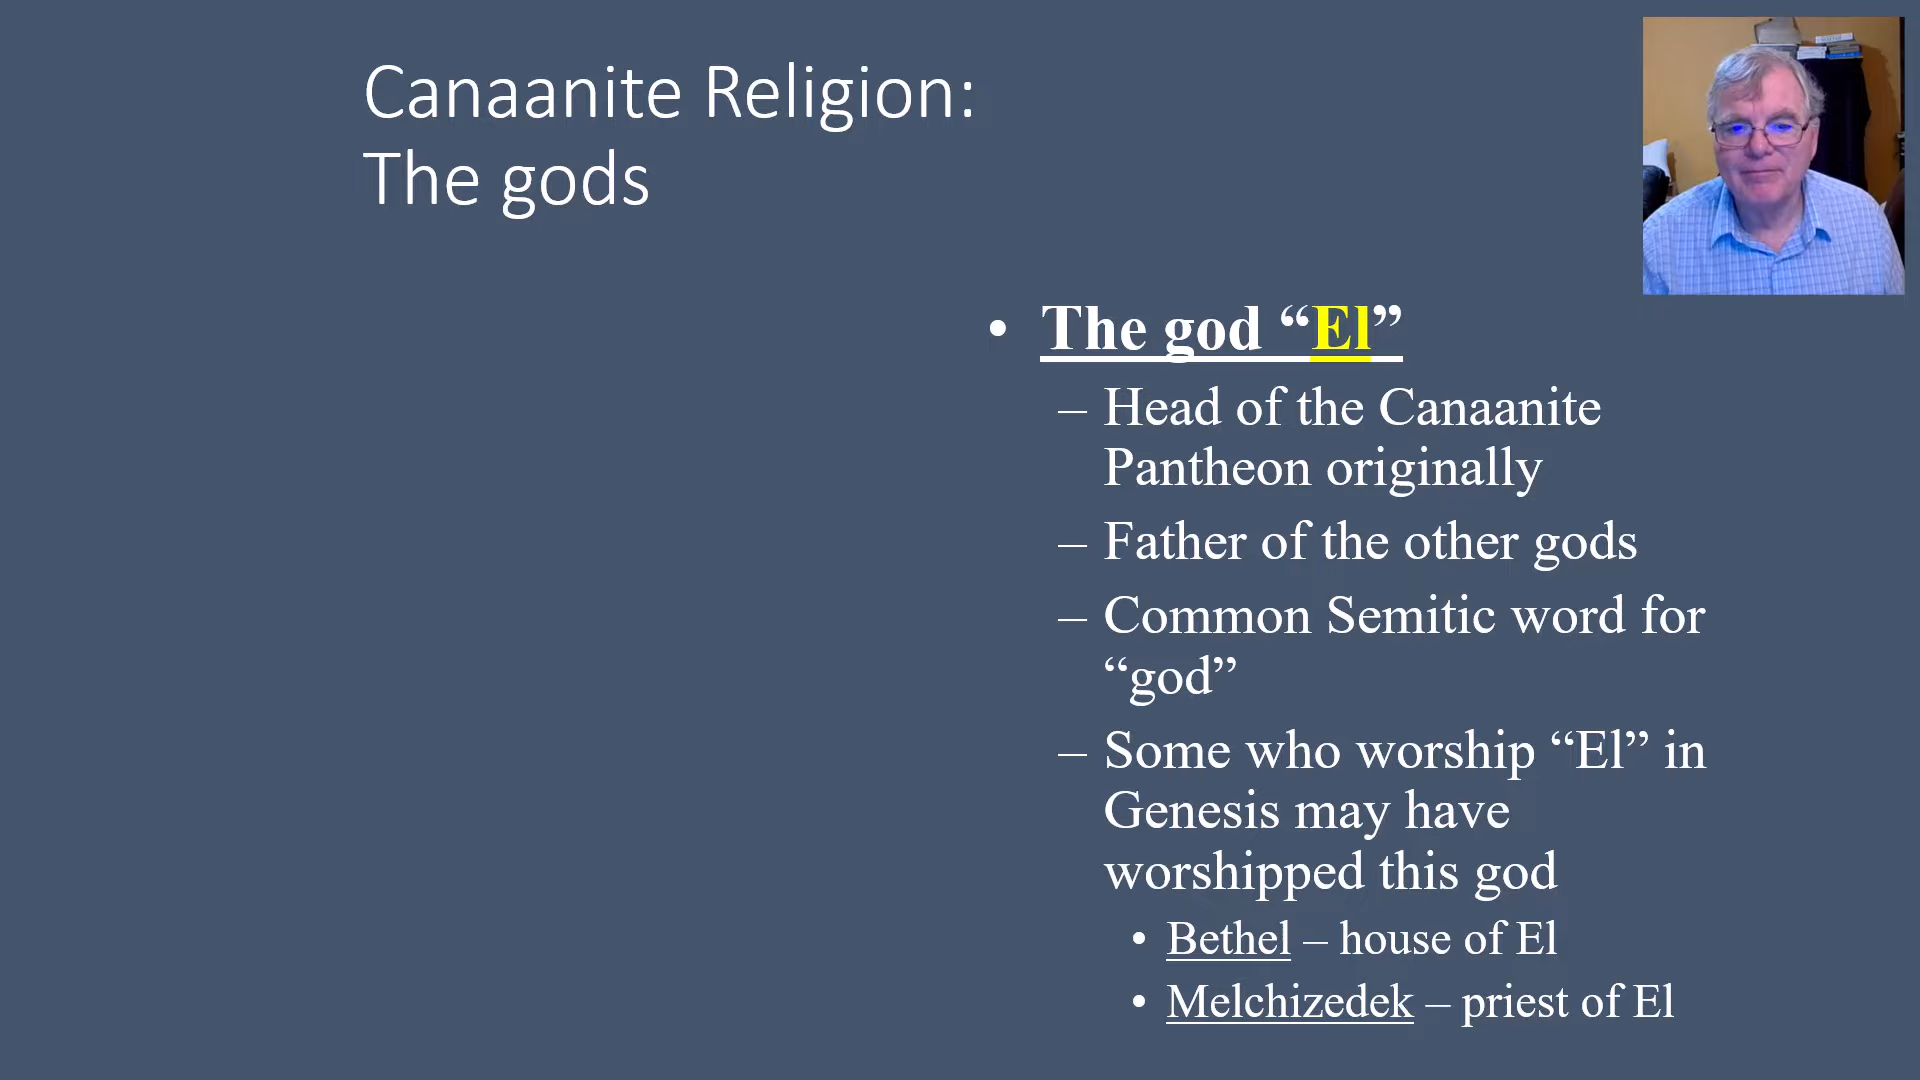 Canaanite Religion:
The gods
• The god “El”
– Head of the Canaanite
Pantheon originally
– Father of the other gods
– Common Semitic word for
“god”
– Some who worship “El” in
Genesis may have
worshipped this god
• Bethel – house of El
• Melchizedek – priest of El